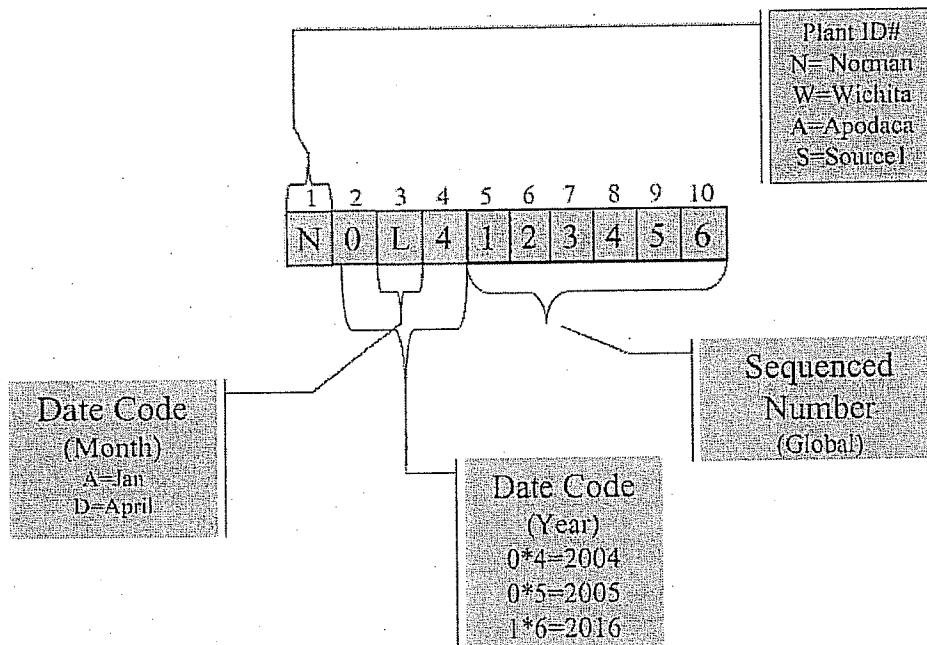 Plant ID#
N= Norman
W=Wichita
A=Apodaca
S=Source1
1 2 3 4 5 6 7 8 9 10
N 0 L 4 1 2 3 4 5 6
Date Code
(Month)
A=Jan
D=April
Sequenced
Number
(Global)
Date Code
(Year)
0*4=2004
0*5=2005
1*6=2016